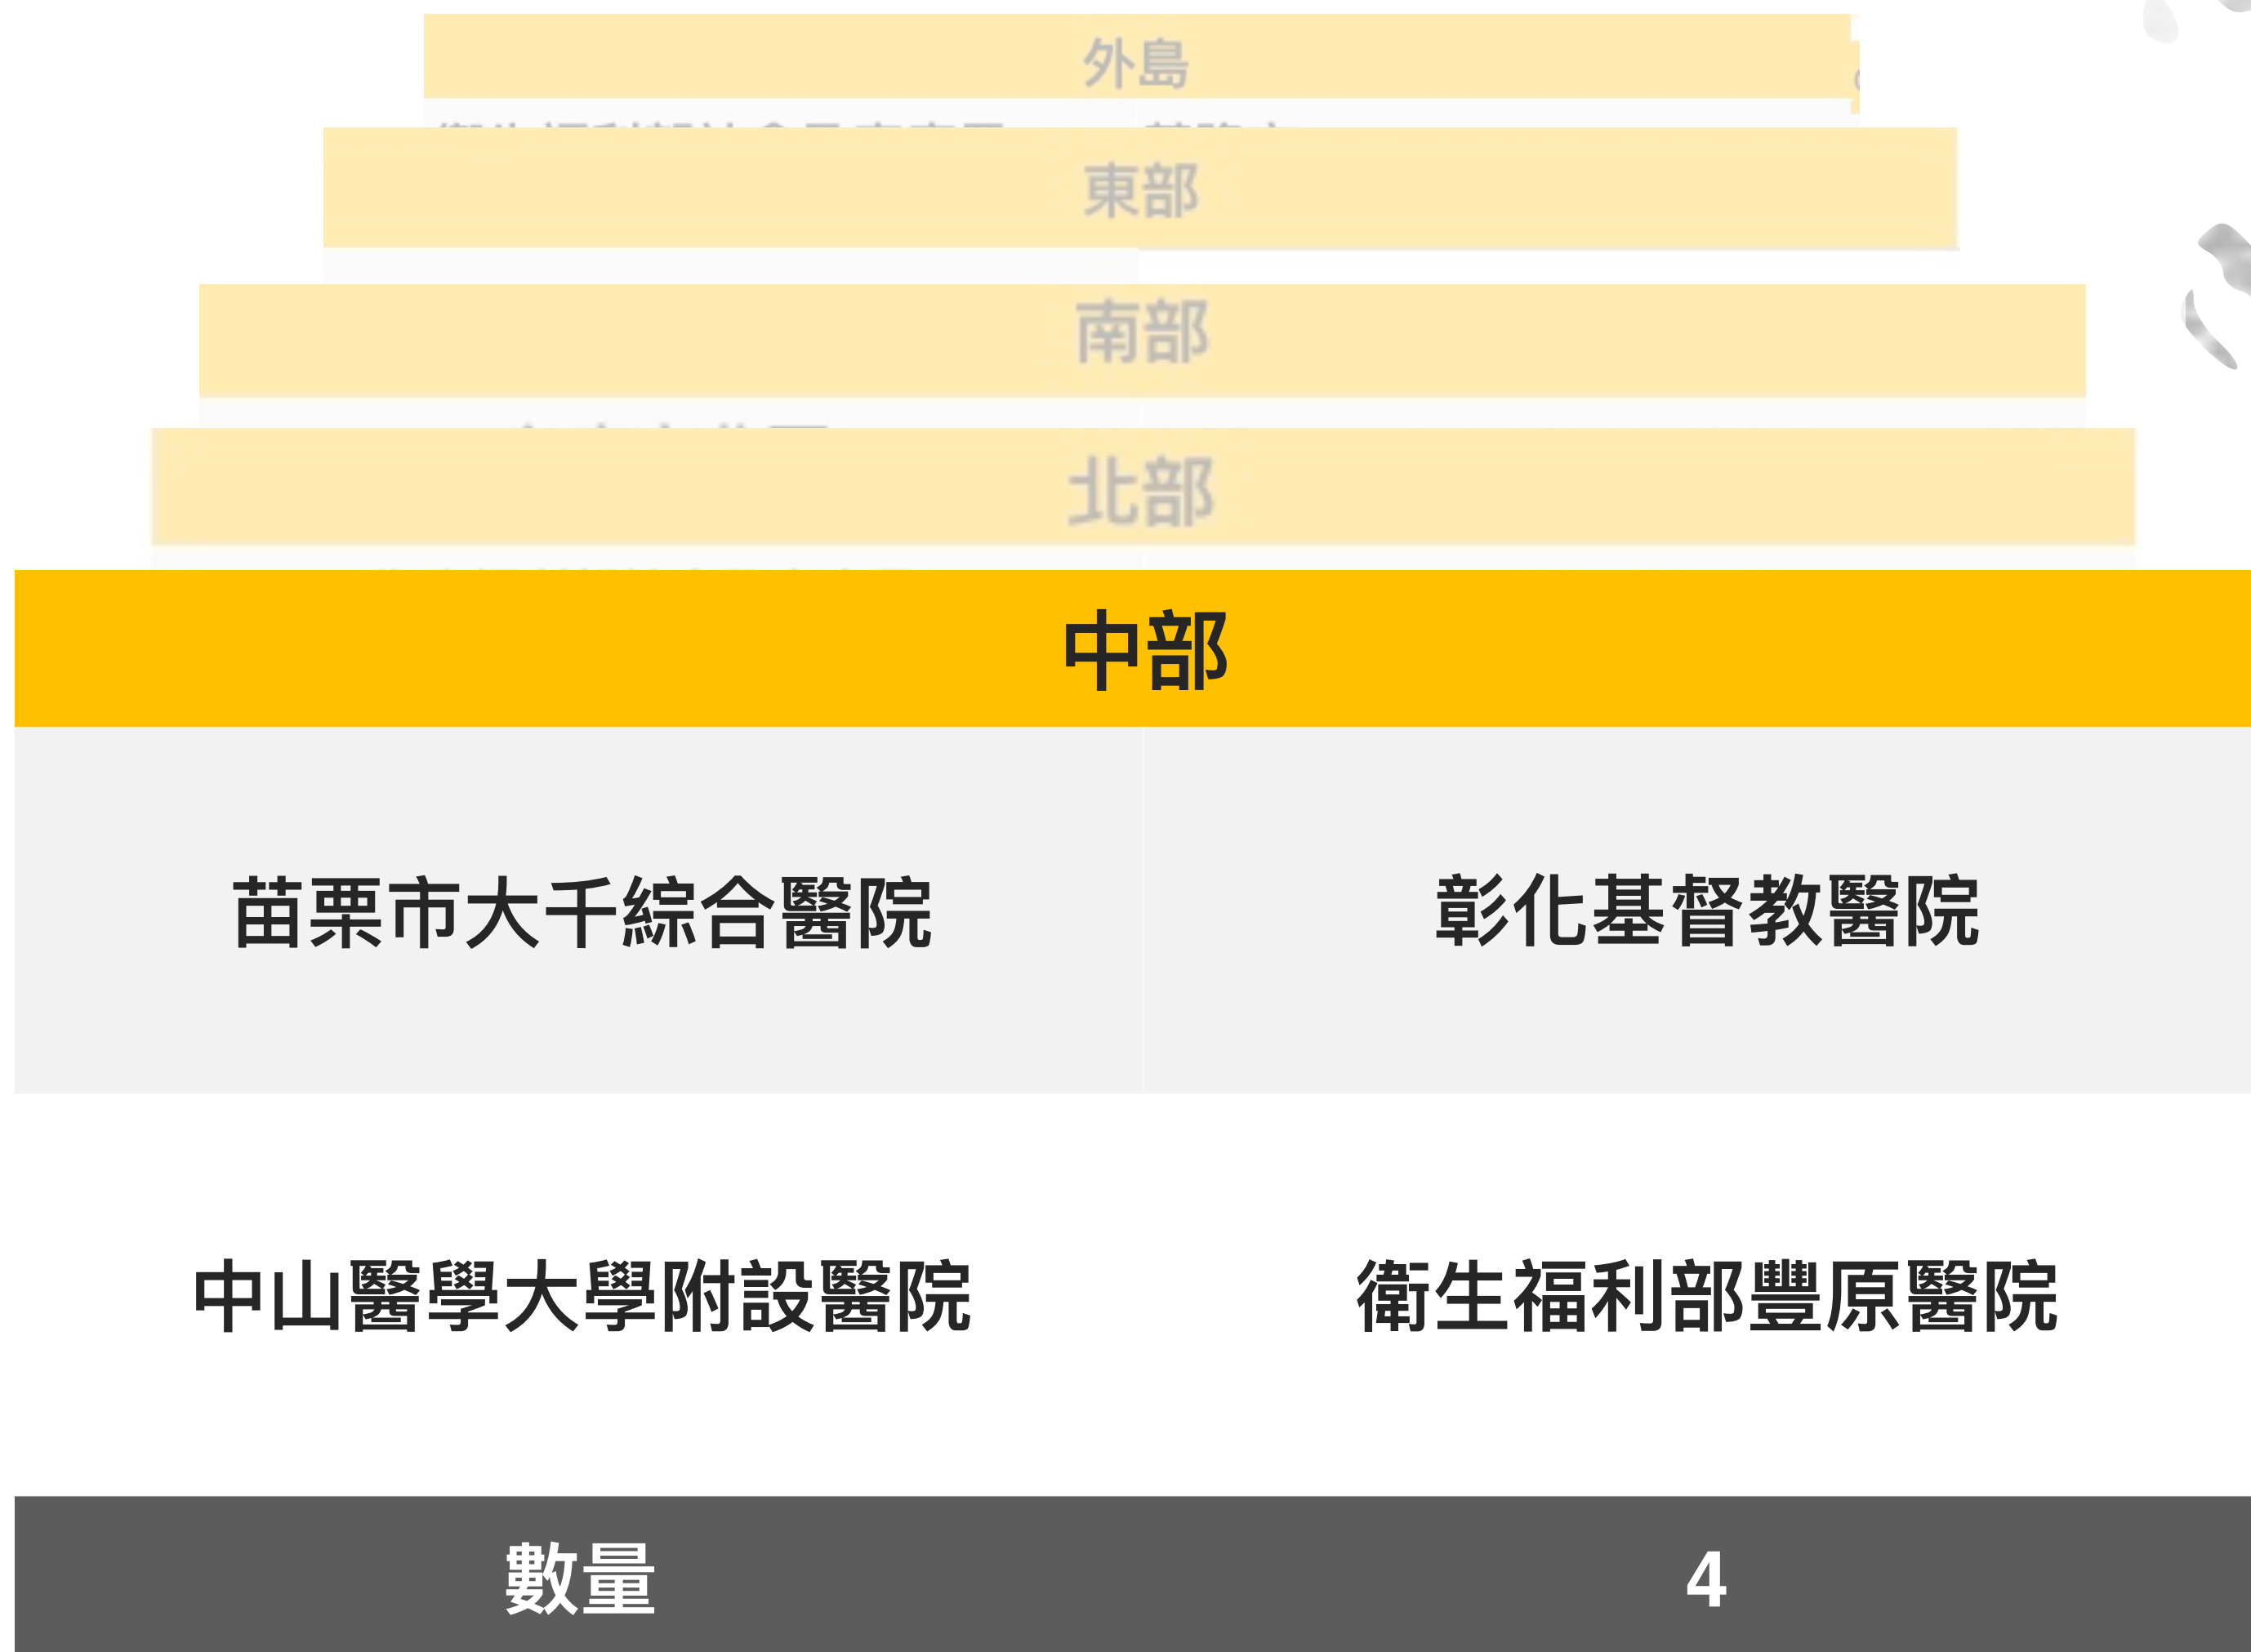 外島
東部
南部
北部
中部
苗栗市大千綜合醫院 彰化基督教醫院
中山醫學大學附設醫院 衛生福利部豐原醫院
數量 4